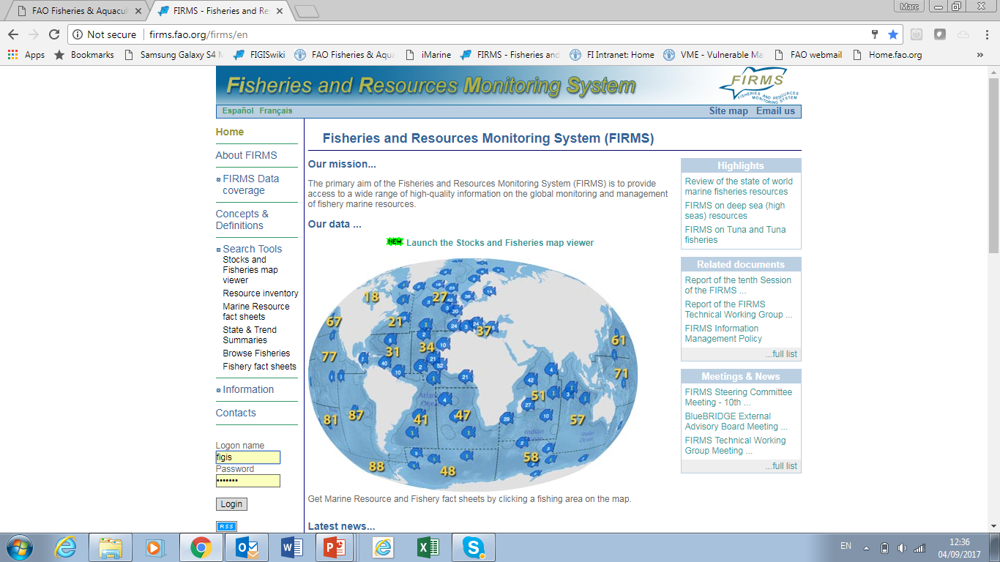 FAO Fisheries & Aquacul
FIRMS - Fisheries and Re
Marc
Not secure
firms.fao.org/firms/en
Apps
Bookmarks
Samsung Galaxy S4 M
FIGISwiki
FAO Fisheries & Aqua
iMarine
FIRMS - Fisheries and
FI Intranet: Home
VME - Vulnerable Ma
FAO webmail
Home.fao.org
»
Fisheries and Resources Monitoring System
FIRMS
FISHERIES AND RESOURCES
MONITORING SYSTEM
Español Français
Site map Email us
Home
About FIRMS
FIRMS Data
coverage
Concepts &
Definitions
Search Tools
Stocks and
Fisheries map
viewer
Resource inventory
Marine Resource
fact sheets
State & Trend
Summaries
Browse Fisheries
Fishery fact sheets
Information
Contacts
Logon name
figis
Password
•••••••
Login
RSS
Fisheries and Resources Monitoring System (FIRMS)
Our mission...
The primary aim of the Fisheries and Resources Monitoring System (FIRMS) is to provide
access to a wide range of high-quality information on the global monitoring and management
of fishery marine resources.
Our data ...
NEW Launch the Stocks and Fisheries map viewer
18
27
67
21
37
61
77
31
34
71
51
81
87
41
47
57
88
48
58
Get Marine Resource and Fishery fact sheets by clicking a fishing area on the map.
Latest news...
Highlights
Review of the state of world
marine fisheries resources
FIRMS on deep sea (high
seas) resources
FIRMS on Tuna and Tuna
fisheries
Related documents
Report of the tenth Session
of the FIRMS ...
Report of the FIRMS
Technical Working Group ...
FIRMS Information
Management Policy
...full list
Meetings & News
FIRMS Steering Committee
Meeting - 10th ...
BlueBRIDGE External
Advisory Board Meeting ...
FIRMS Technical Working
Group Meeting ...
...full list
EN
12:36
04/09/2017